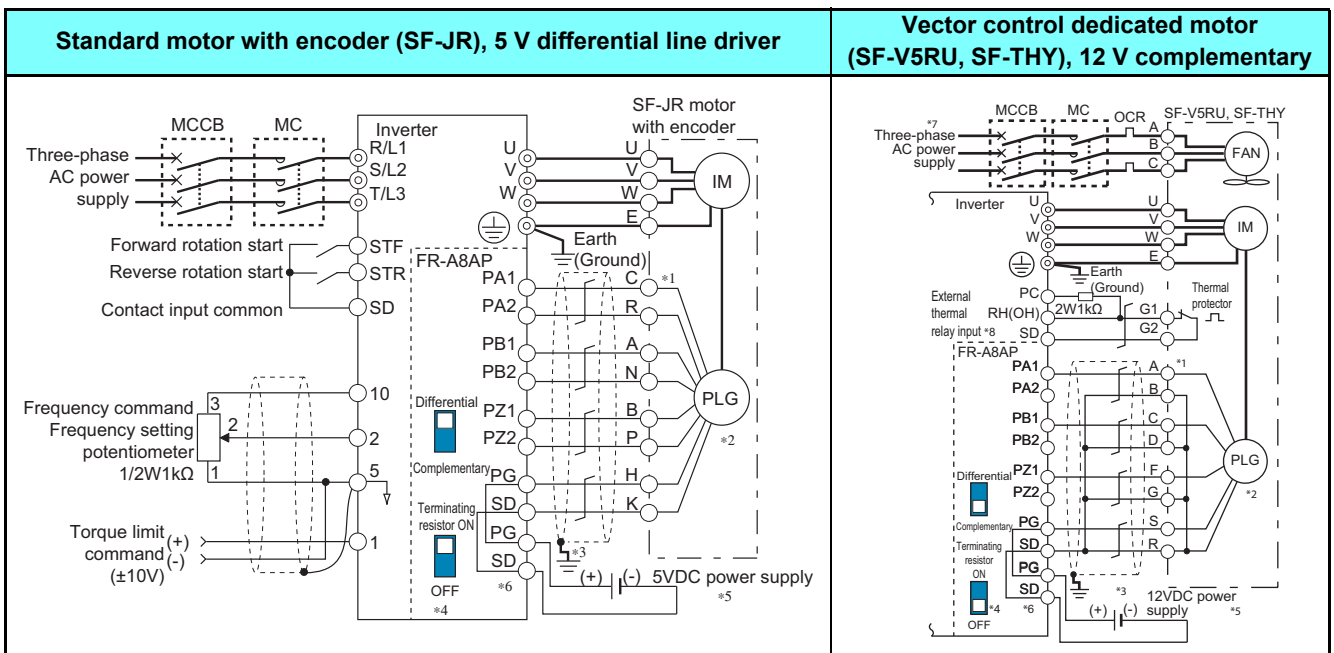 Standard motor with encoder (SF-JR), 5 V differential line driver
MCCB
MC
Inverter
SF-JR motor
with encoder
Three-phase
AC power
supply
R/L1
S/L2
T/L3
U
V
W
U
V
W
E
IM
Earth
(Ground)
Forward rotation start
Reverse rotation start
Contact input common
STF
STR
SD
FR-A8AP
PA1
PA2
PB1
PB2
PZ1
PZ2
PG
SD
PG
SD
C
R
A
N
B
P
H
K
*1
PLG
*2
Differential
Complementary
Terminating
resistor ON
OFF
*4
*3
*6
(+)
(-)
5VDC power supply
*5
Frequency command
Frequency setting
potentiometer
1/2W1kΩ
3
2
1
10
2
5
1
Torque limit
command
(±10V)
(+)
(-)
Vector control dedicated motor
(SF-V5RU, SF-THY), 12 V complementary
MCCB
MC
OCR
SF-V5RU, SF-THY
*7
Three-phase
AC power
supply
A
B
C
FAN
Inverter
U
V
W
U
V
W
E
IM
Earth
(Ground)
External
thermal
relay input *8
PC
RH(OH)
SD
2W1kΩ
G1
G2
Thermal
protector
FR-A8AP
PA1
PA2
PB1
PB2
PZ1
PZ2
PG
SD
PG
SD
A
B
C
D
F
G
S
R
*1
PLG
*2
Differential
Complementary
Terminating
resistor
ON
*4
OFF
*6
*3
(+)
(-)
12VDC power
supply
*5